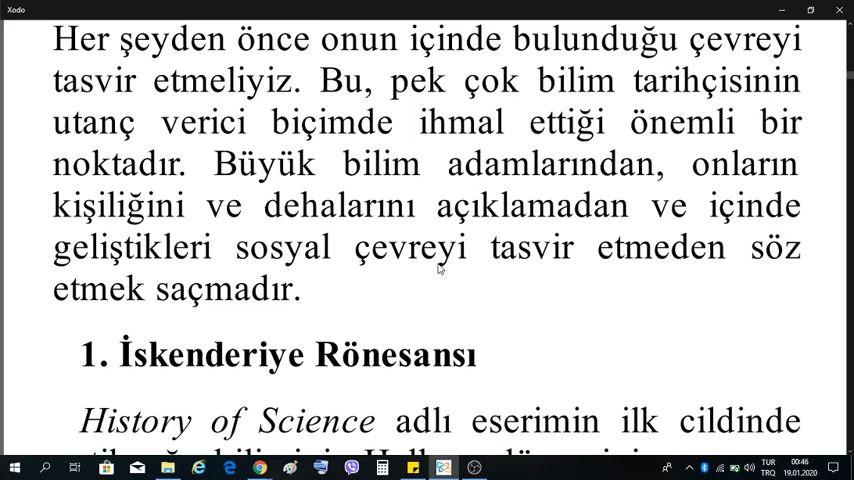 Xodo
Her şeyden önce onun içinde bulunduğu çevreyi
tasvir etmeliyiz. Bu, pek çok bilim tarihçisinin
utanç verici biçimde ihmal ettiği önemli bir
noktadır. Büyük bilim adamlarından, onların
kişiliğini ve dehalarını açıklamadan ve içinde
geliştikleri sosyal çevreyi tasvir etmeden söz
etmek saçmadır.
1. İskenderiye Rönesansı
History of Science adlı eserimin ilk cildinde
TUR 00:46
TRQ 19.01.2020